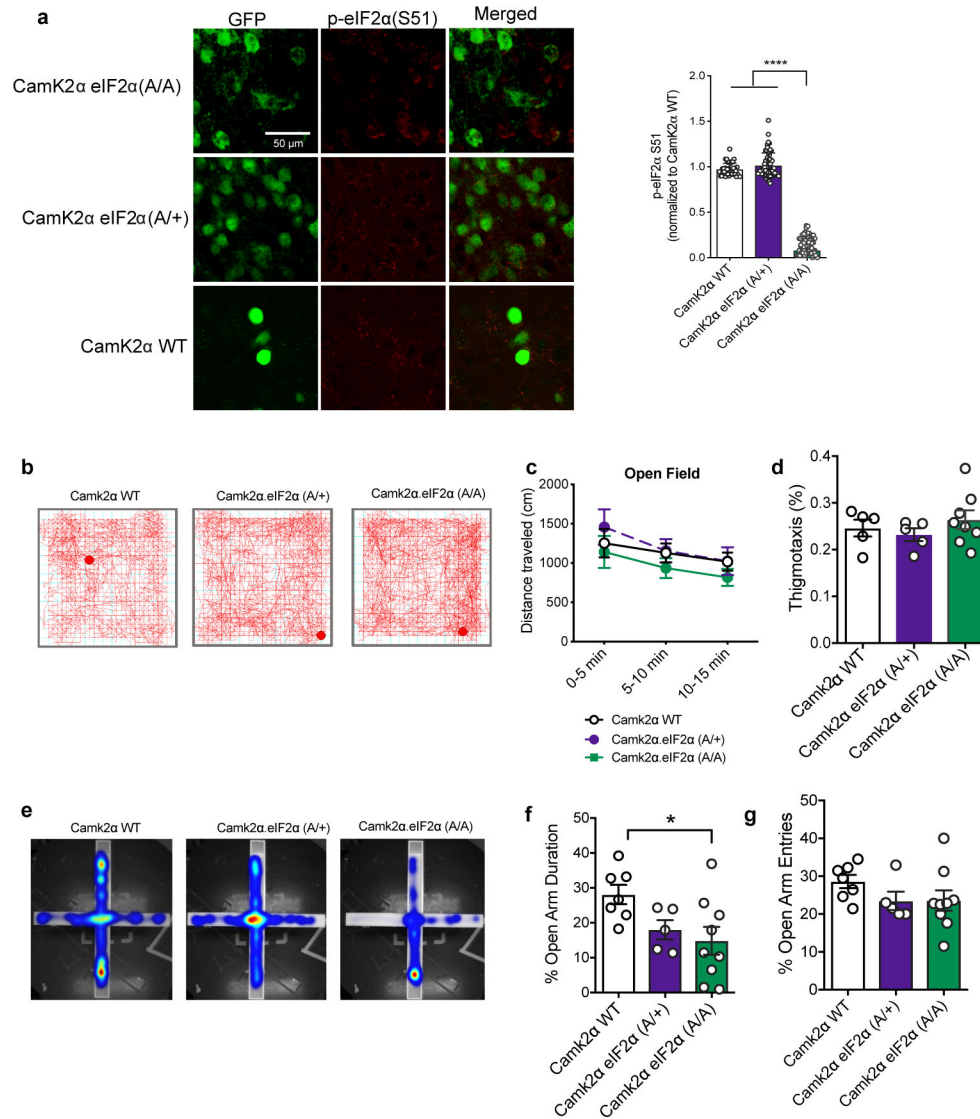 a
GFP
p-eIF2α(S51)
Merged
CamK2α eIF2α(A/A)
50 μm
CamK2α eIF2α(A/+)
CamK2α WT
****
p-eIF2α S51
(normalized to CamK2α WT)
2.0
1.5
1.0
0.5
0.0
CamK2α WT
CamK2α eIF2α (A/+)
CamK2α eIF2α (A/A)
b
Camk2α WT
Camk2α.eIF2α (A/+)
Camk2α.eIF2α (A/A)
c
Open Field
Distance traveled (cm)
2000
1500
1000
500
0
0-5 min
5-10 min
10-15 min
Camk2α WT
Camk2α.eIF2α (A/+)
Camk2α.eIF2α (A/A)
d
Thigmotaxis (%)
0.4
0.3
0.2
0.1
0.0
Camk2α WT
Camk2α eIF2α (A/+)
Camk2α eIF2α (A/A)
e
Camk2α WT
Camk2α.eIF2α (A/+)
Camk2α.eIF2α (A/A)
f
% Open Arm Duration
50
40
30
20
10
0
*
Camk2α WT
Camk2α eIF2α (A/+)
Camk2α eIF2α (A/A)
g
% Open Arm Entries
50
40
30
20
10
0
Camk2α WT
Camk2α eIF2α (A/+)
Camk2α eIF2α (A/A)